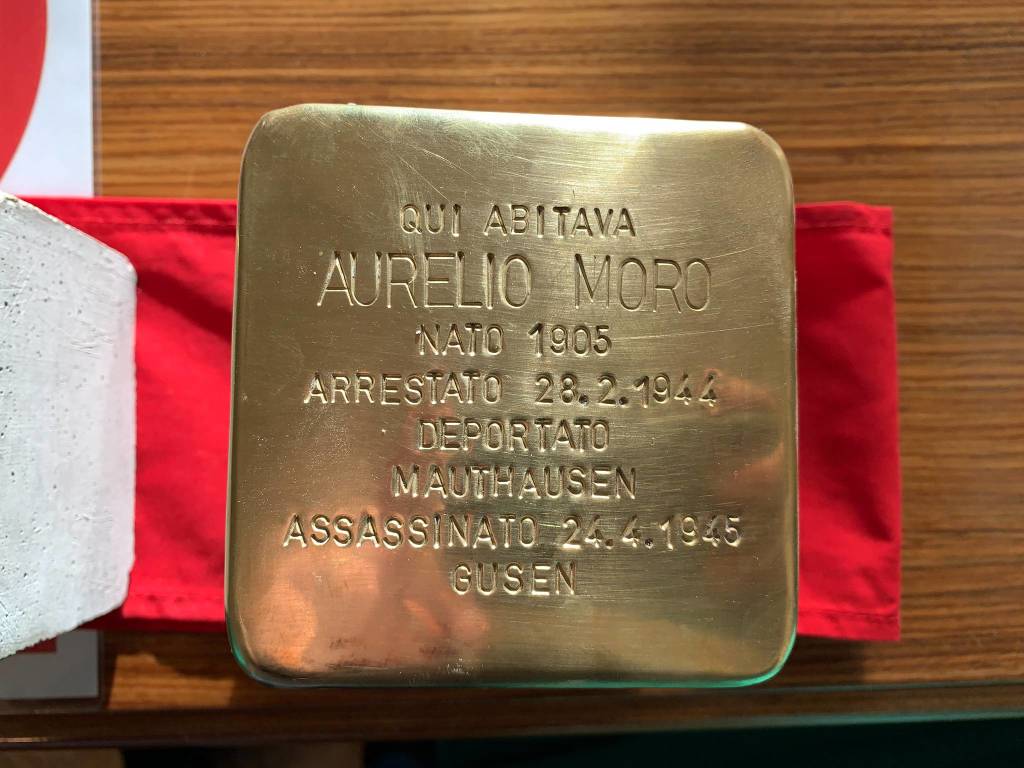 QUI ABITAVA
AURELIO MORO
NATO 1905
ARRESTATO 28.2.1944
DEPORTATO
MAUTHAUSEN
ASSASSINATO 24.4.1945
GUSEN